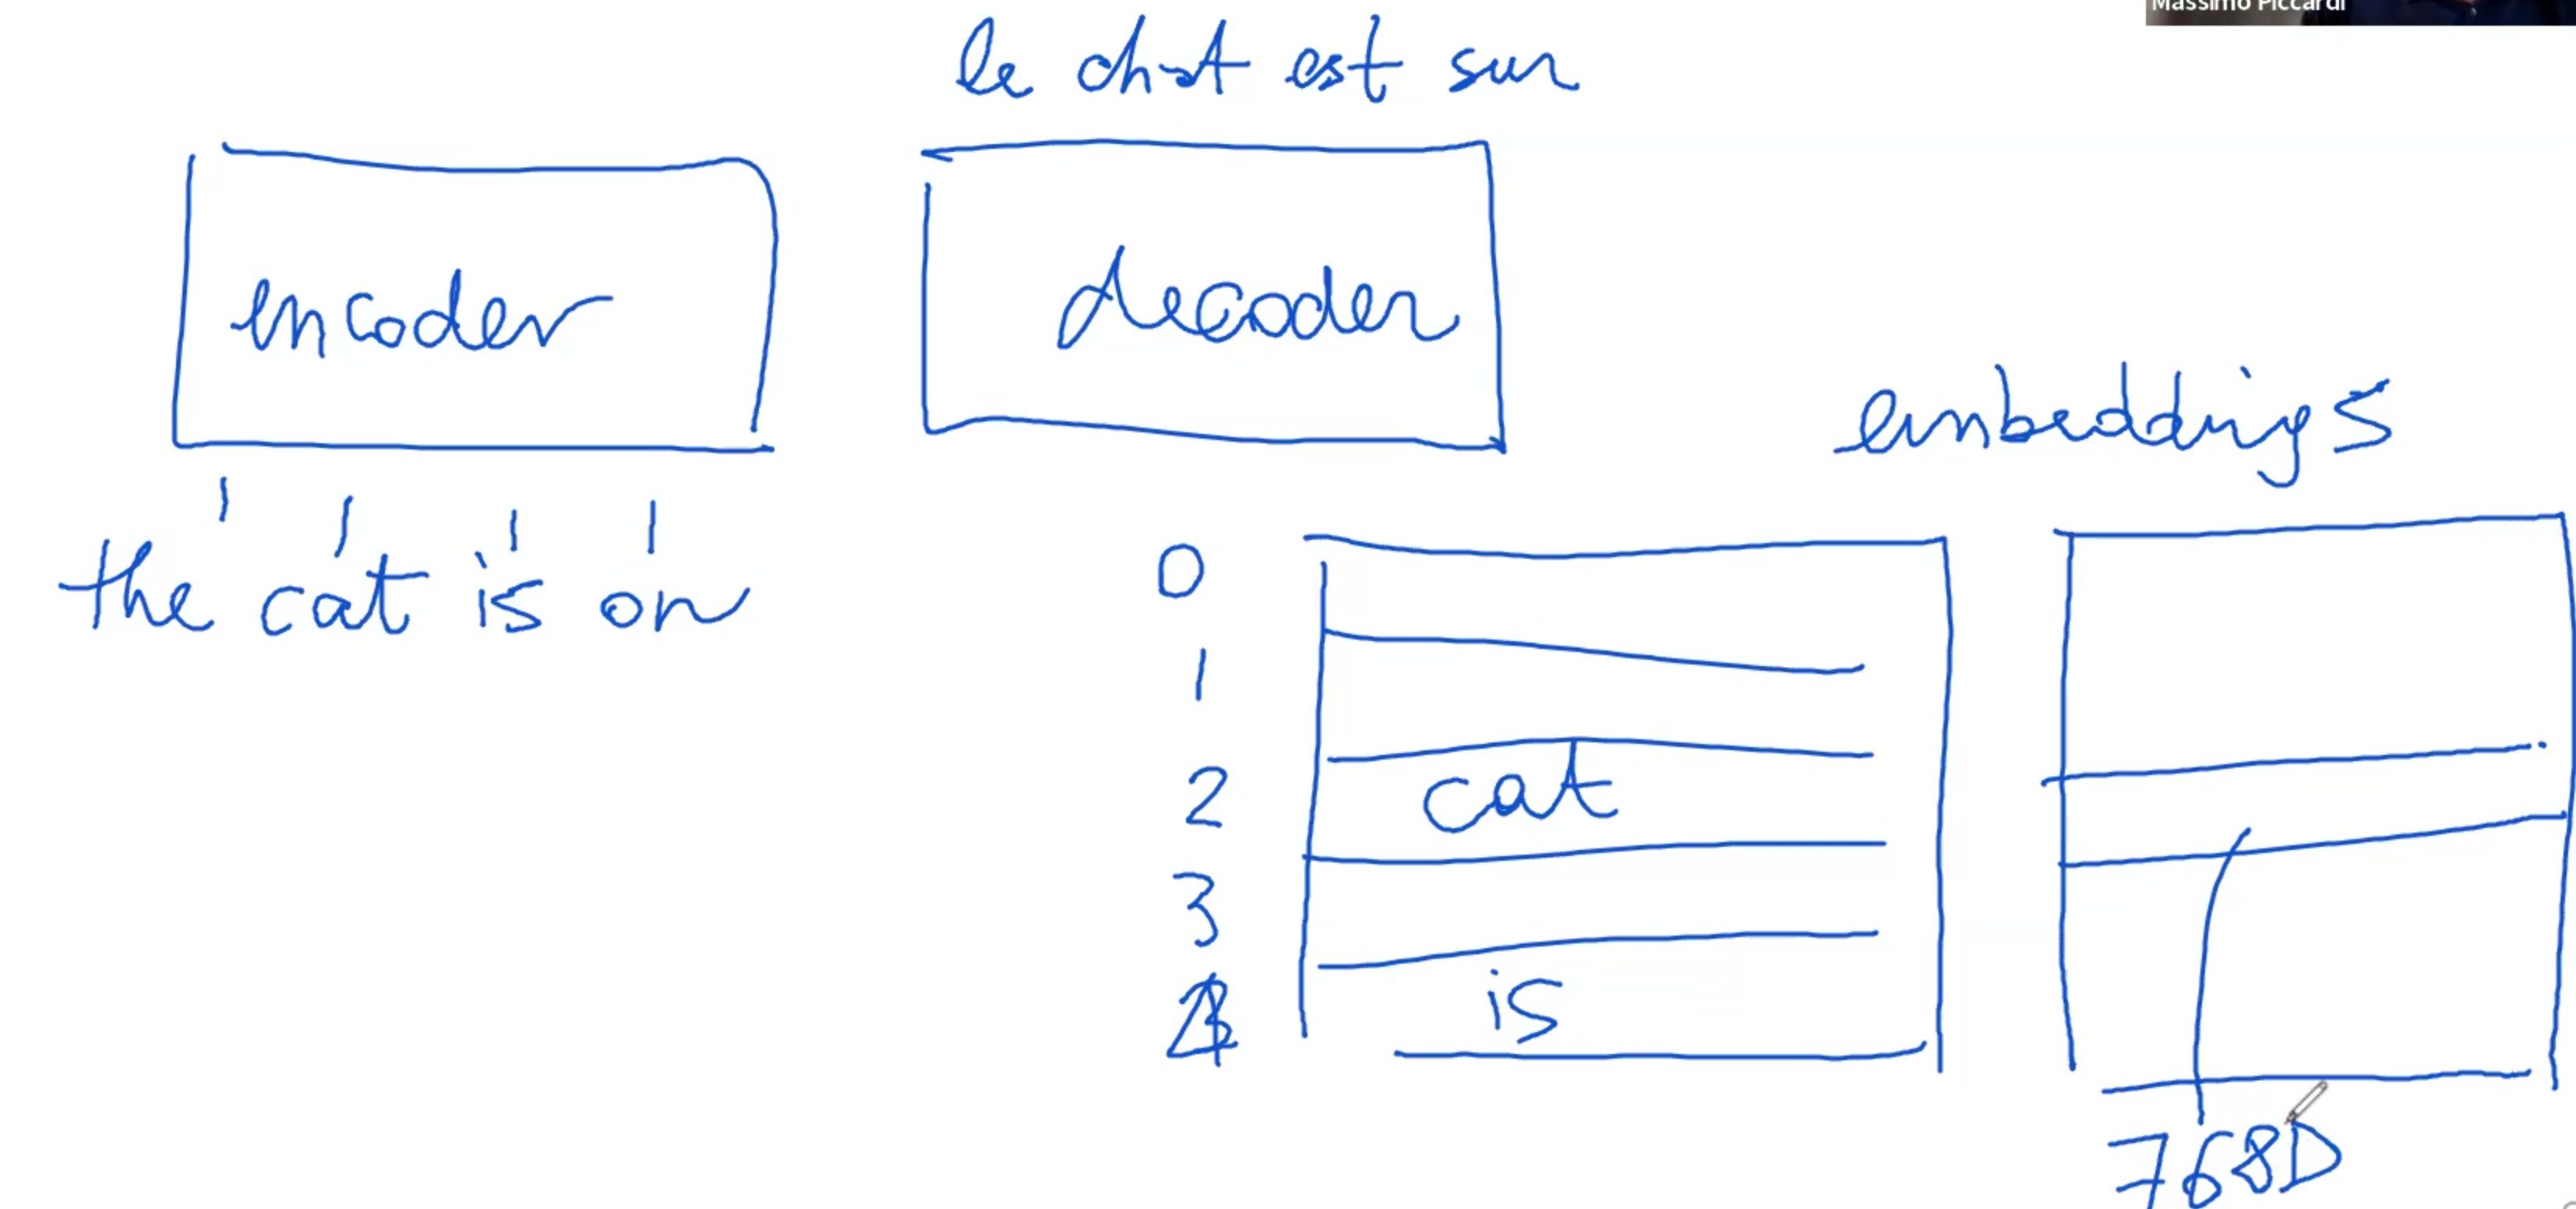 Massimo Piccardi
le chat est sur
encoder
decoder
embeddings
the cat is on
0
1
2 cat
3
is
768D